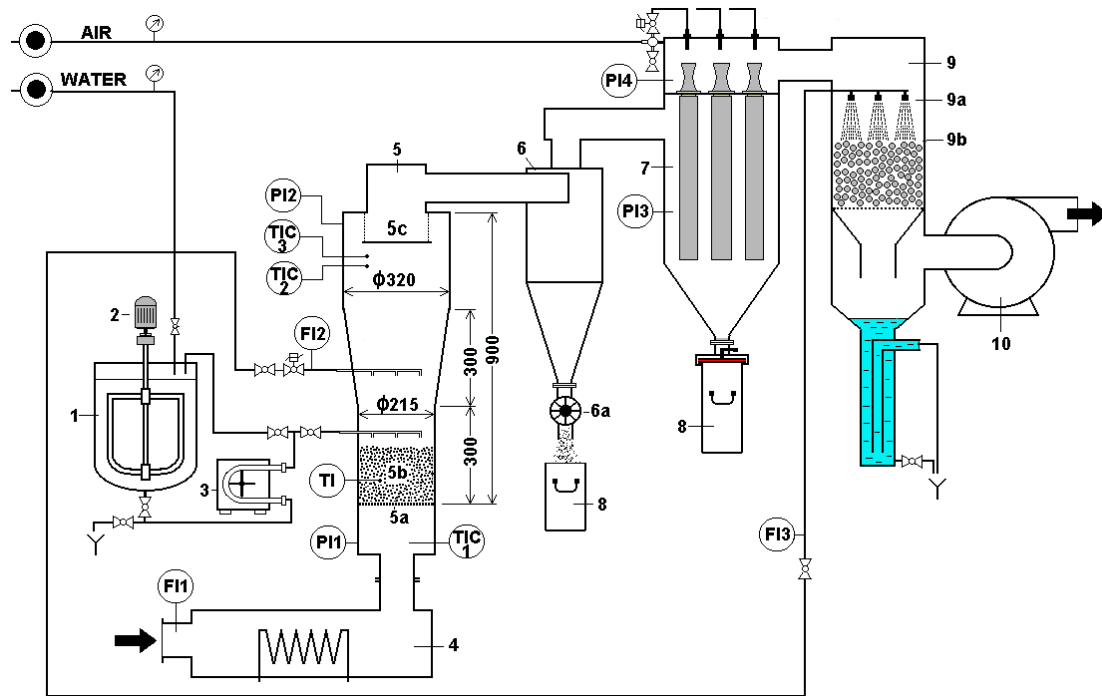 AIR
WATER
PI4
9
9a
9b
5
6
7
PI2
PI3
5c
TIC
3
TIC
2
ϕ320
2
FI2
300
900
10
ϕ215
1
6a
8
3
TI
5b
300
8
5a
PI1
TIC
1
FI3
FI1
4